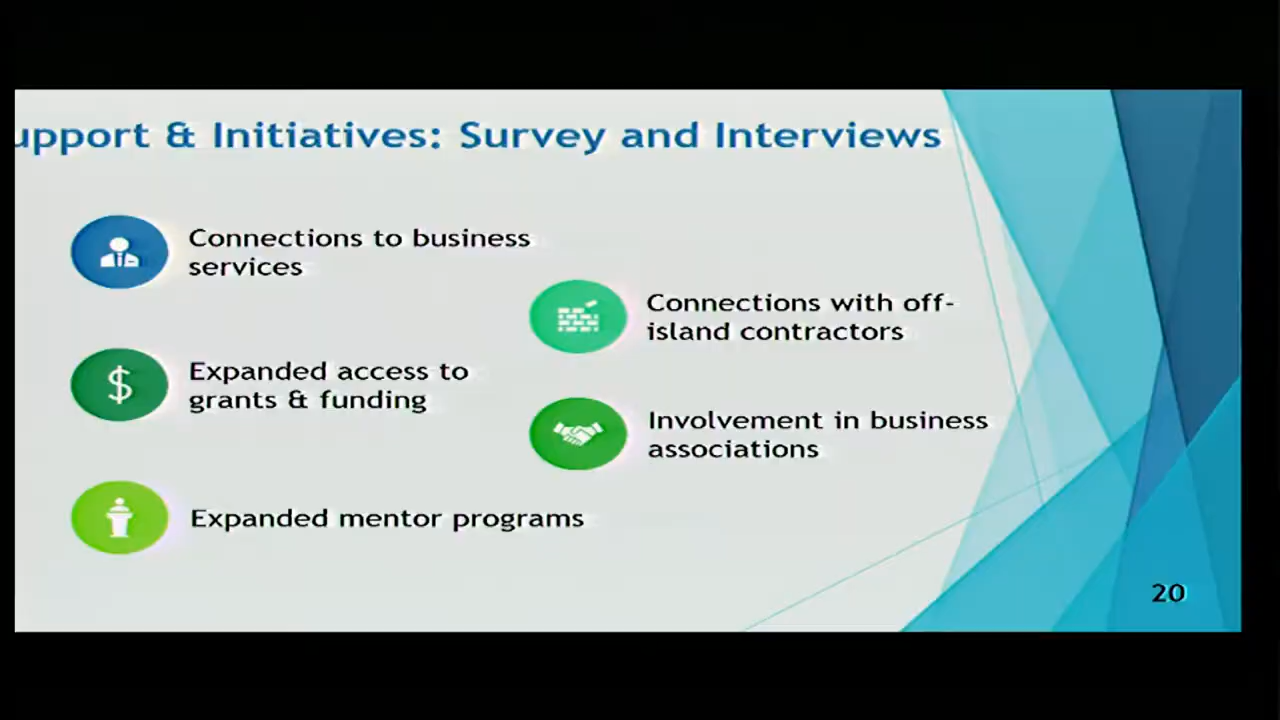 upport & Initiatives: Survey and Interviews
Connections to business
services
Expanded access to
grants & funding
Expanded mentor programs
Connections with off-
island contractors
Involvement in business
associations
20